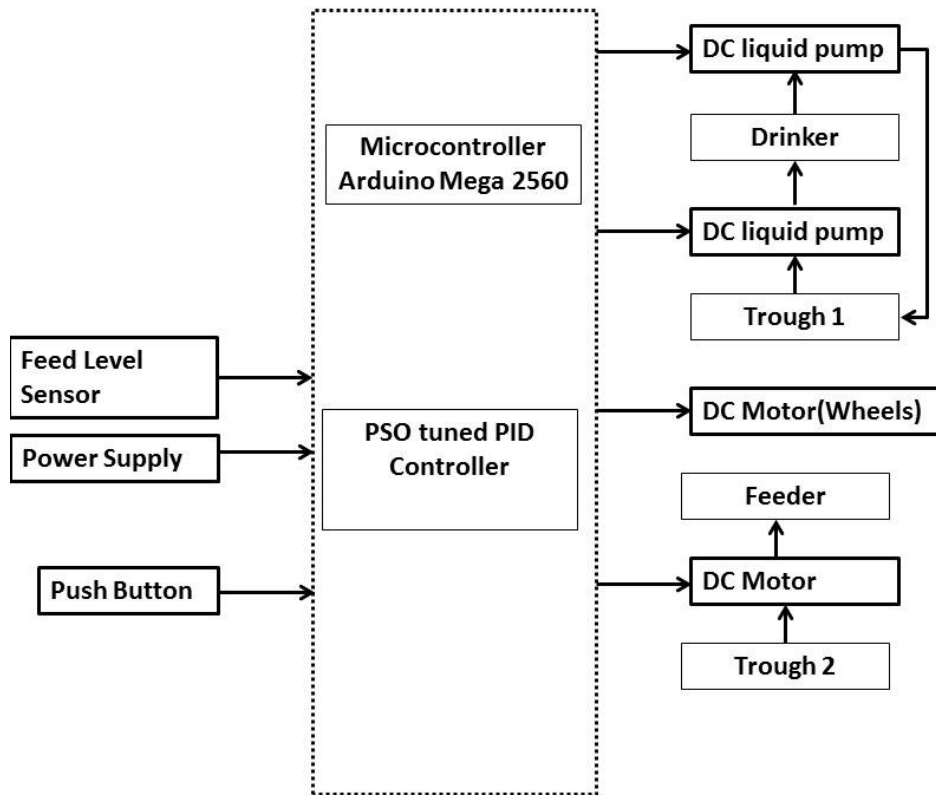 Feed Level
Sensor
Power Supply
Push Button
Microcontroller
Arduino Mega 2560
PSO tuned PID
Controller
DC liquid pump
Drinker
DC liquid pump
Trough 1
DC Motor(Wheels)
Feeder
DC Motor
Trough 2